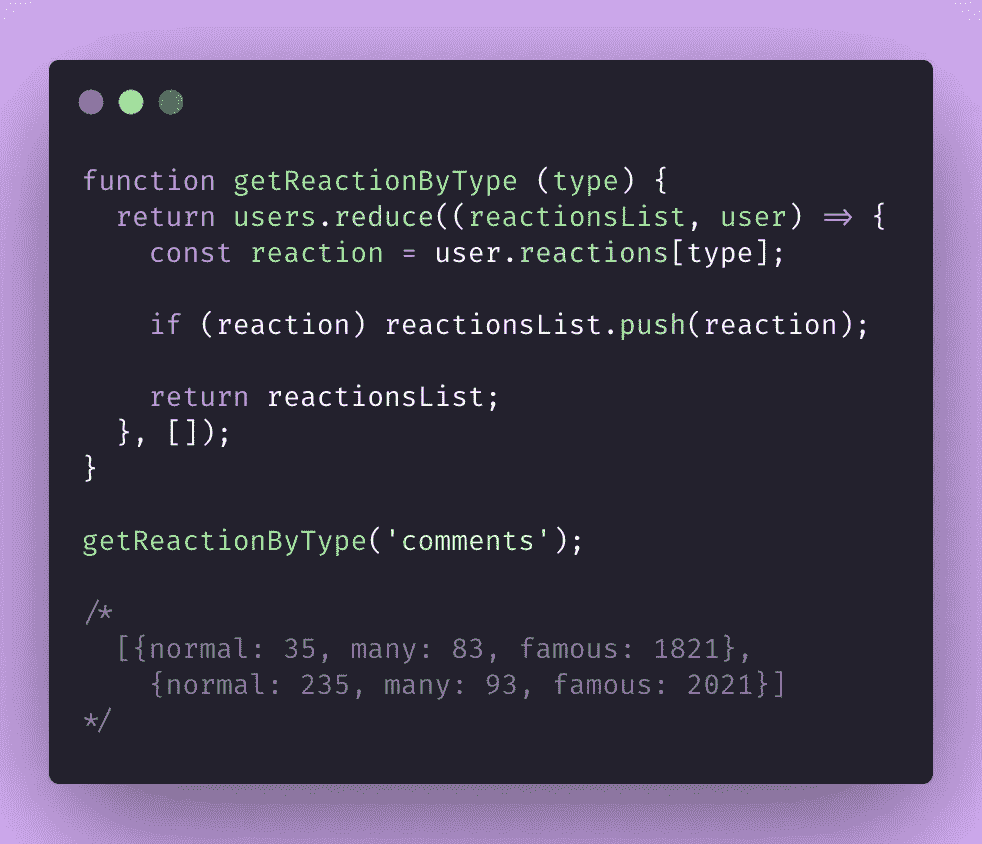 function getReactionByType (type) {
  return users.reduce((reactionsList, user) => {
    const reaction = user.reactions[type];

    if (reaction) reactionsList.push(reaction);

    return reactionsList;
  }, []);
}

getReactionByType('comments');

/*
  [{normal: 35, many: 83, famous: 1821},
    {normal: 235, many: 93, famous: 2021}]
*/